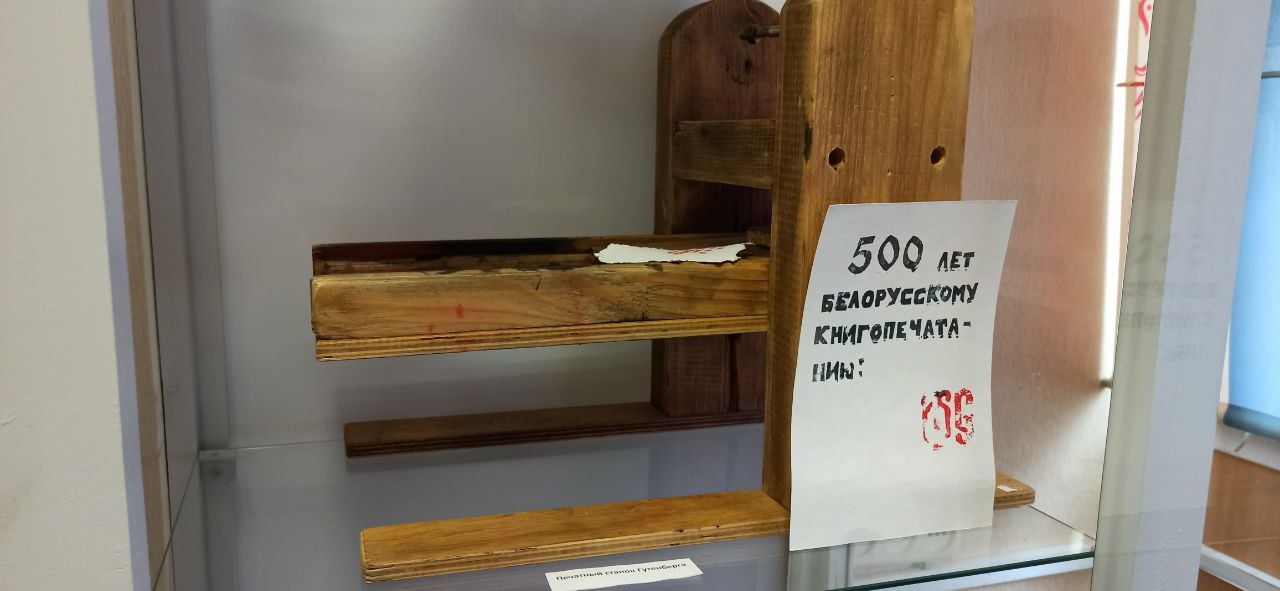 500 ЛЕТ
БЕЛОРУССКОМУ
КНИГОПЕЧАТА-
НИЮ:
Печатный станок Гутенберга